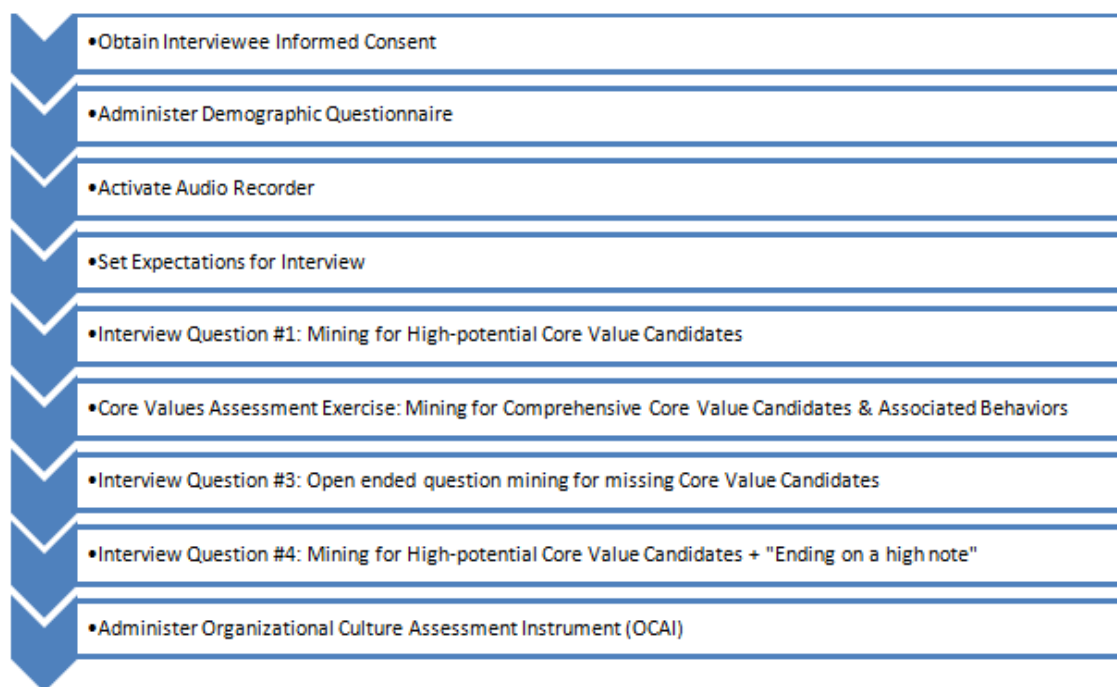 •Obtain Interviewee Informed Consent
•Administer Demographic Questionnaire
•Activate Audio Recorder
•Set Expectations for Interview
•Interview Question #1: Mining for High-potential Core Value Candidates
•Core Values Assessment Exercise: Mining for Comprehensive Core Value Candidates & Associated Behaviors
•Interview Question #3: Open ended question mining for missing Core Value Candidates
•Interview Question #4: Mining for High-potential Core Value Candidates + "Ending on a high note"
•Administer Organizational Culture Assessment Instrument (OCAI)